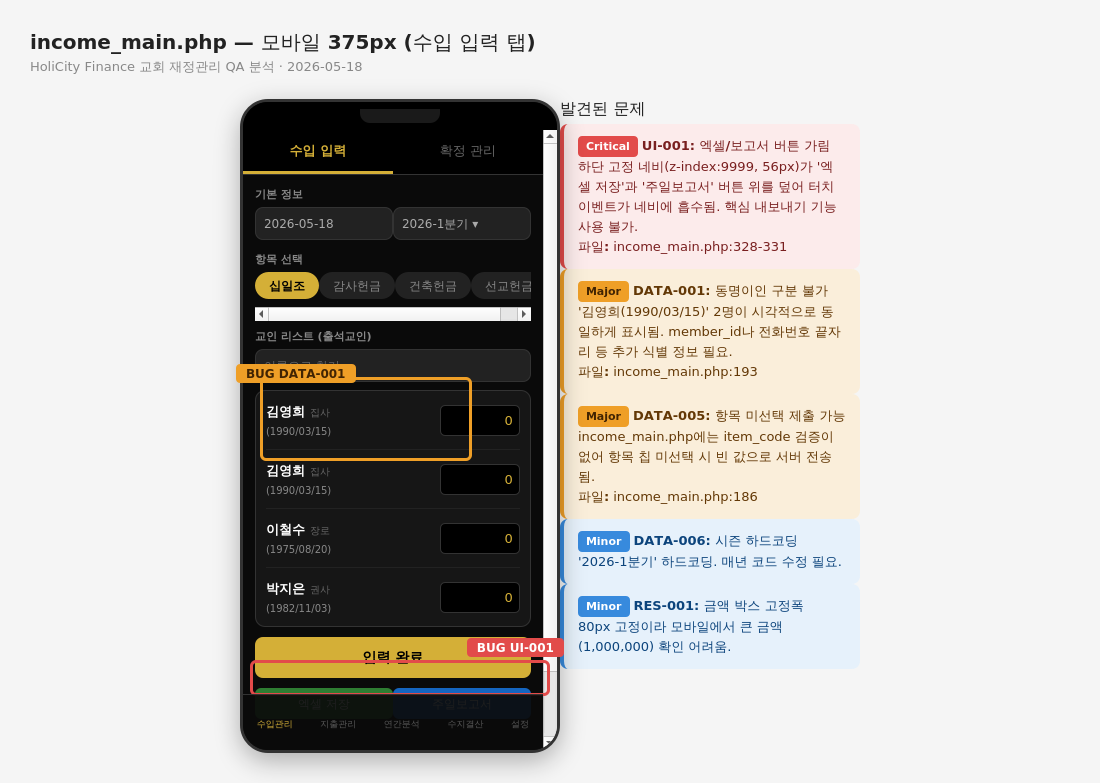 income_main.php — 모바일 375px (수입 입력 탭)
HoliCity Finance 교회 재정관리 QA 분석 · 2026-05-18
수입 입력
확정 관리
기본 정보
2026-05-18
2026-1분기 ▾
항목 선택
십일조
감사헌금
건축헌금
선교헌금
교인 리스트 (출석교인)
BUG DATA-001
김영희 집사
(1990/03/15)
0
김영희 집사
(1990/03/15)
0
이철수 장로
(1975/08/20)
0
박지은 권사
(1982/11/03)
0
BUG UI-001
입력 완료
엑셀 저장
주일보고서
수입관리
지출관리
연간분석
수지결산
설정
발견된 문제
Critical UI-001: 엑셀/보고서 버튼 가림
하단 고정 네비(z-index:9999, 56px)가 '엑
셀 저장'과 '주일보고서' 버튼 위를 덮어 터치
이벤트가 네비에 흡수됨. 핵심 내보내기 기능
사용 불가.
파일: income_main.php:328-331
Major DATA-001: 동명이인 구분 불가
'김영희(1990/03/15)' 2명이 시각적으로 동
일하게 표시됨. member_id나 전화번호 끝자
리 등 추가 식별 정보 필요.
파일: income_main.php:193
Major DATA-005: 항목 미선택 제출 가능
income_main.php에는 item_code 검증이
없어 항목 칩 미선택 시 빈 값으로 서버 전송
됨.
파일: income_main.php:186
Minor DATA-006: 시즌 하드코딩
'2026-1분기' 하드코딩. 매년 코드 수정 필요.
Minor RES-001: 금액 박스 고정폭
80px 고정이라 모바일에서 큰 금액
(1,000,000) 확인 어려움.